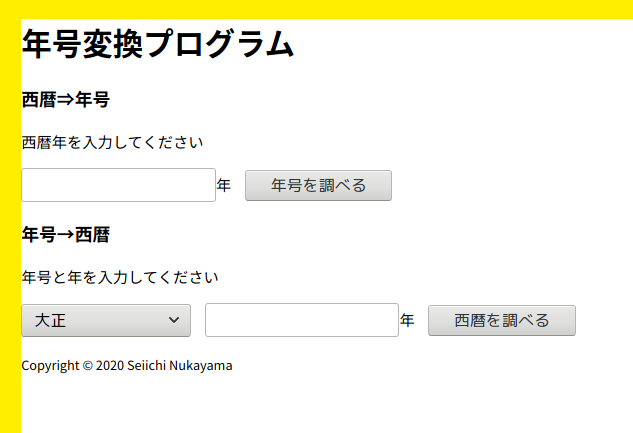 年号変換プログラム
西暦⇒年号
西暦年を入力してください
年 年号を調べる
年号→西暦
年号と年を入力してください
大正 年 西暦を調べる
Copyright © 2020 Seiichi Nukayama